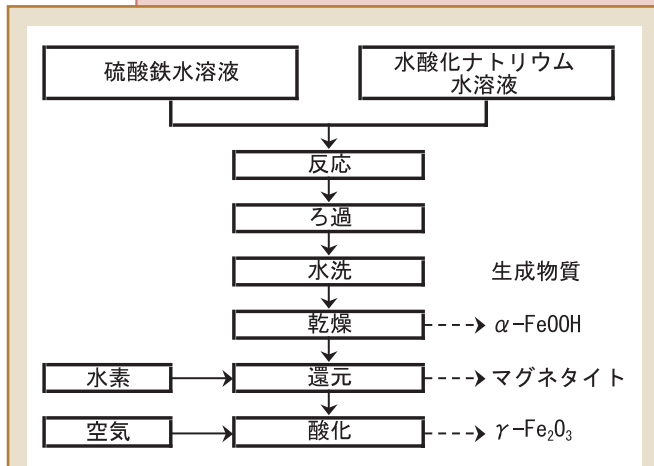 硫酸鉄水溶液
水酸化ナトリウム
水溶液
反応
ろ過
水洗
生成物質
乾燥
α-FeOOH
水素
還元
マグネタイト
空気
酸化
γ-Fe₂O₃